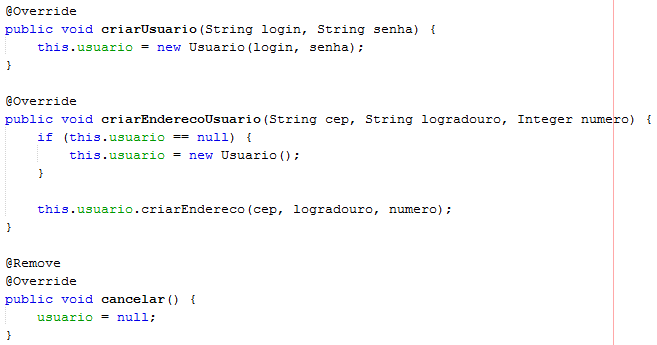 @Override
public void criarUsuario(String login, String senha) {
    this.usuario = new Usuario(login, senha);
}

@Override
public void criarEnderecoUsuario(String cep, String logradouro, Integer numero) {
    if (this.usuario == null) {
        this.usuario = new Usuario();
    }

    this.usuario.criarEndereco(cep, logradouro, numero);
}

@Remove
@Override
public void cancelar() {
    usuario = null;
}